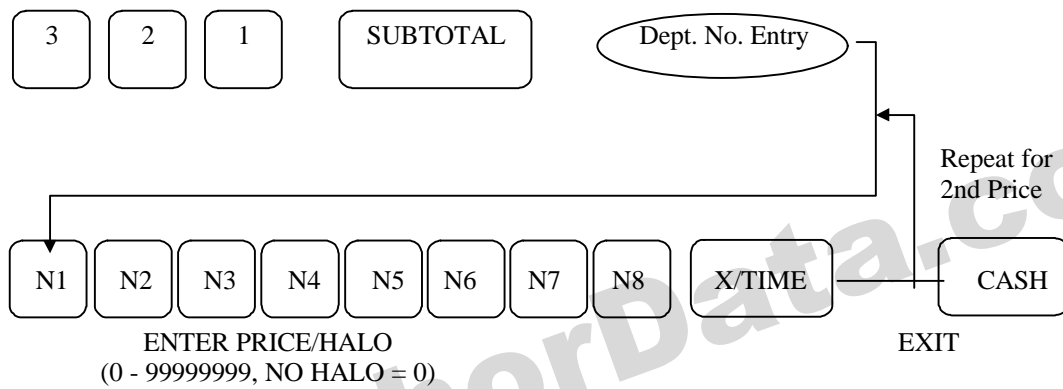 3 2 1 SUBTOTAL Dept. No. Entry
Repeat for
2nd Price
N1 N2 N3 N4 N5 N6 N7 N8 X/TIME CASH
ENTER PRICE/HALO EXIT
(0 - 99999999, NO HALO = 0)